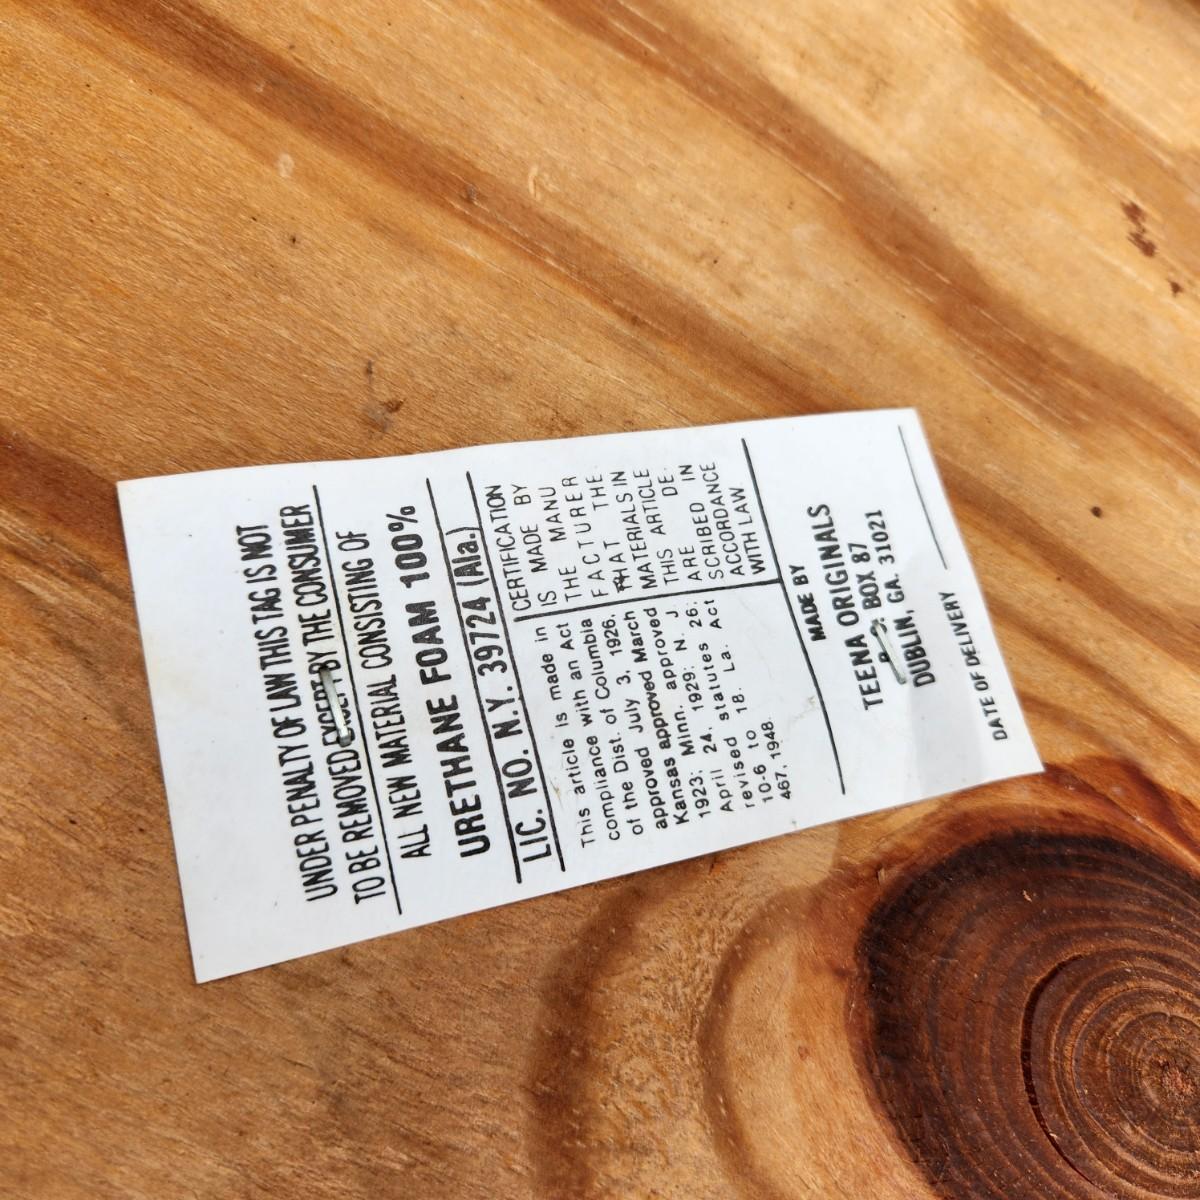 UNDER PENALTY OF LAW THIS TAG IS NOT
TO BE REMOVED EXCEPT BY THE CONSUMER
ALL NEW MATERIAL CONSISTING OF
URETHANE FOAM 100%
LIC. NO. N.Y. 39724 (Ala.)
This article is made in
compliance with an Act
of the Dist. of Columbia
approved July 3, 1926.
approved approved March
Kansas approved approved
1923; Minn. approved N. J.
April 24, 1929; N. J.
revised statutes 26:
10-6 to 18. La. Act
467, 1948.
CERTIFICATION
IS MADE BY
THE MANU
FACTURER
THAT THE
MATERIALS IN
THIS ARTICLE
ARE DE-
SCRIBED IN
ACCORDANCE
WITH LAW
MADE BY
TEENA ORIGINALS
P. O. BOX 87
DUBLIN, GA. 31021
DATE OF DELIVERY